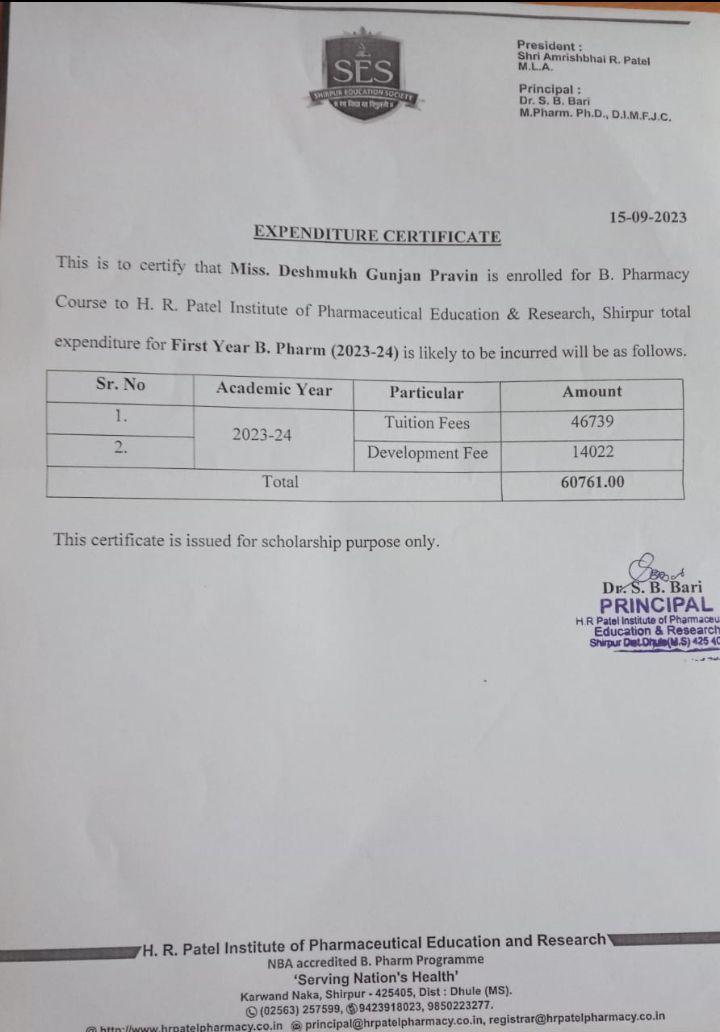 SES
SHIRPUR EDUCATION SOCIETY
President :
Shri Amrishbhai R. Patel
M.L.A.
Principal :
Dr. S. B. Bari
M.Pharm. Ph.D., D.I.M.F.J.C.
15-09-2023
EXPENDITURE CERTIFICATE
This is to certify that Miss. Deshmukh Gunjan Pravin is enrolled for B. Pharmacy
Course to H. R. Patel Institute of Pharmaceutical Education & Research, Shirpur total
expenditure for First Year B. Pharm (2023-24) is likely to be incurred will be as follows.
Sr. No Academic Year Particular Amount
1. 2023-24 Tuition Fees 46739
2. Development Fee 14022
Total 60761.00
This certificate is issued for scholarship purpose only.
Dr. S. B. Bari
PRINCIPAL
H.R Patel Institute of Pharmaceu
Education & Research
Shirpur Dist.Dhule(M.S) 425 40
H. R. Patel Institute of Pharmaceutical Education and Research
NBA accredited B. Pharm Programme
‘Serving Nation's Health’
Karwand Naka, Shirpur - 425405, Dist : Dhule (MS).
(02563) 257599, 9423918023, 9850223277.
http://www.hrpatelpharmacy.co.in principal@hrpatelpharmacy.co.in, registrar@hrpatelpharmacy.co.in